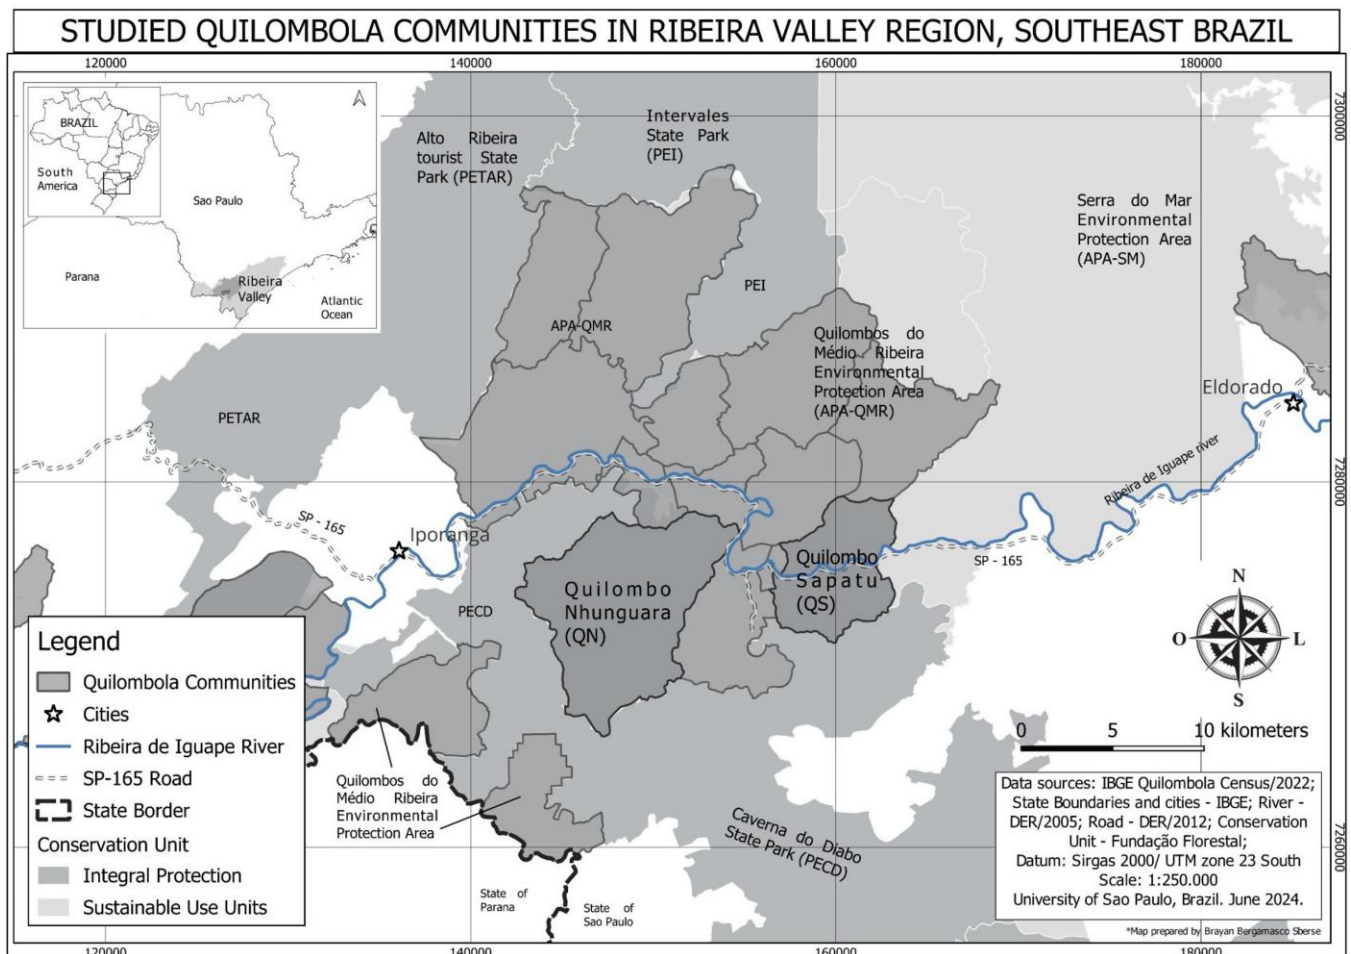 STUDIED QUILOMBOLA COMMUNITIES IN RIBEIRA VALLEY REGION, SOUTHEAST BRAZIL
120000
140000
160000
180000
7300000
7280000
7260000
BRAZIL
South
America
Sao Paulo
Parana
Ribeira
Valley
Atlantic
Ocean
Alto Ribeira
tourist State
Park (PETAR)
Intervales
State Park
(PEI)
Serra do Mar
Environmental
Protection Area
(APA-SM)
PEI
APA-QMR
Quilombos do
Médio Ribeira
Environmental
Protection Area
(APA-QMR)
Eldorado
PETAR
Ribeira de Iguape river
SP - 165
Iporanga
SP - 165
Quilombo
Sapatu
(QS)
Quilombo
Nhunguara
(QN)
PECD
N
O
L
S
Legend
Quilombola Communities
Cities
Ribeira de Iguape River
SP-165 Road
State Border
Conservation Unit
Integral Protection
Sustainable Use Units
Quilombos do
Médio Ribeira
Environmental
Protection Area
Caverna do Diabo
State Park (PECD)
State of
Parana
State of
Sao Paulo
0 5 10 kilometers
Data sources: IBGE Quilombola Census/2022;
State Boundaries and cities - IBGE; River -
DER/2005; Road - DER/2012; Conservation
Unit - Fundação Florestal;
Datum: Sirgas 2000/ UTM zone 23 South
Scale: 1:250.000
University of Sao Paulo, Brazil. June 2024.
*Map prepared by Brayan Bergamasco Sberse
120000
140000
160000
180000